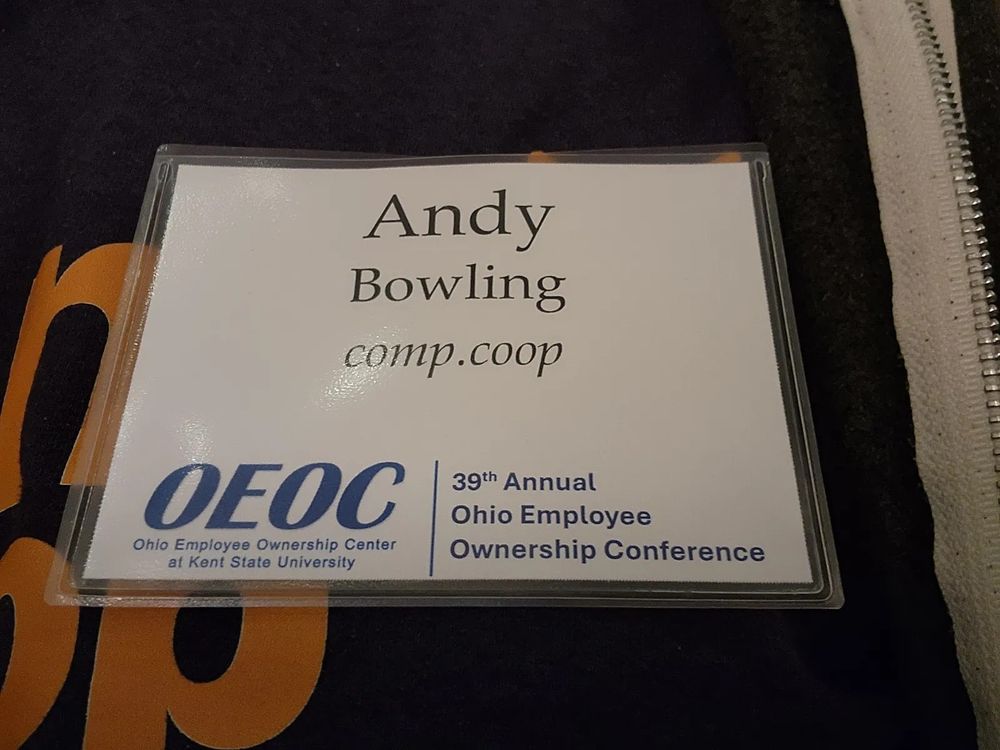 Andy
Bowling
comp.coop
OEOC
Ohio Employee Ownership Center
at Kent State University
39th Annual
Ohio Employee
Ownership Conference